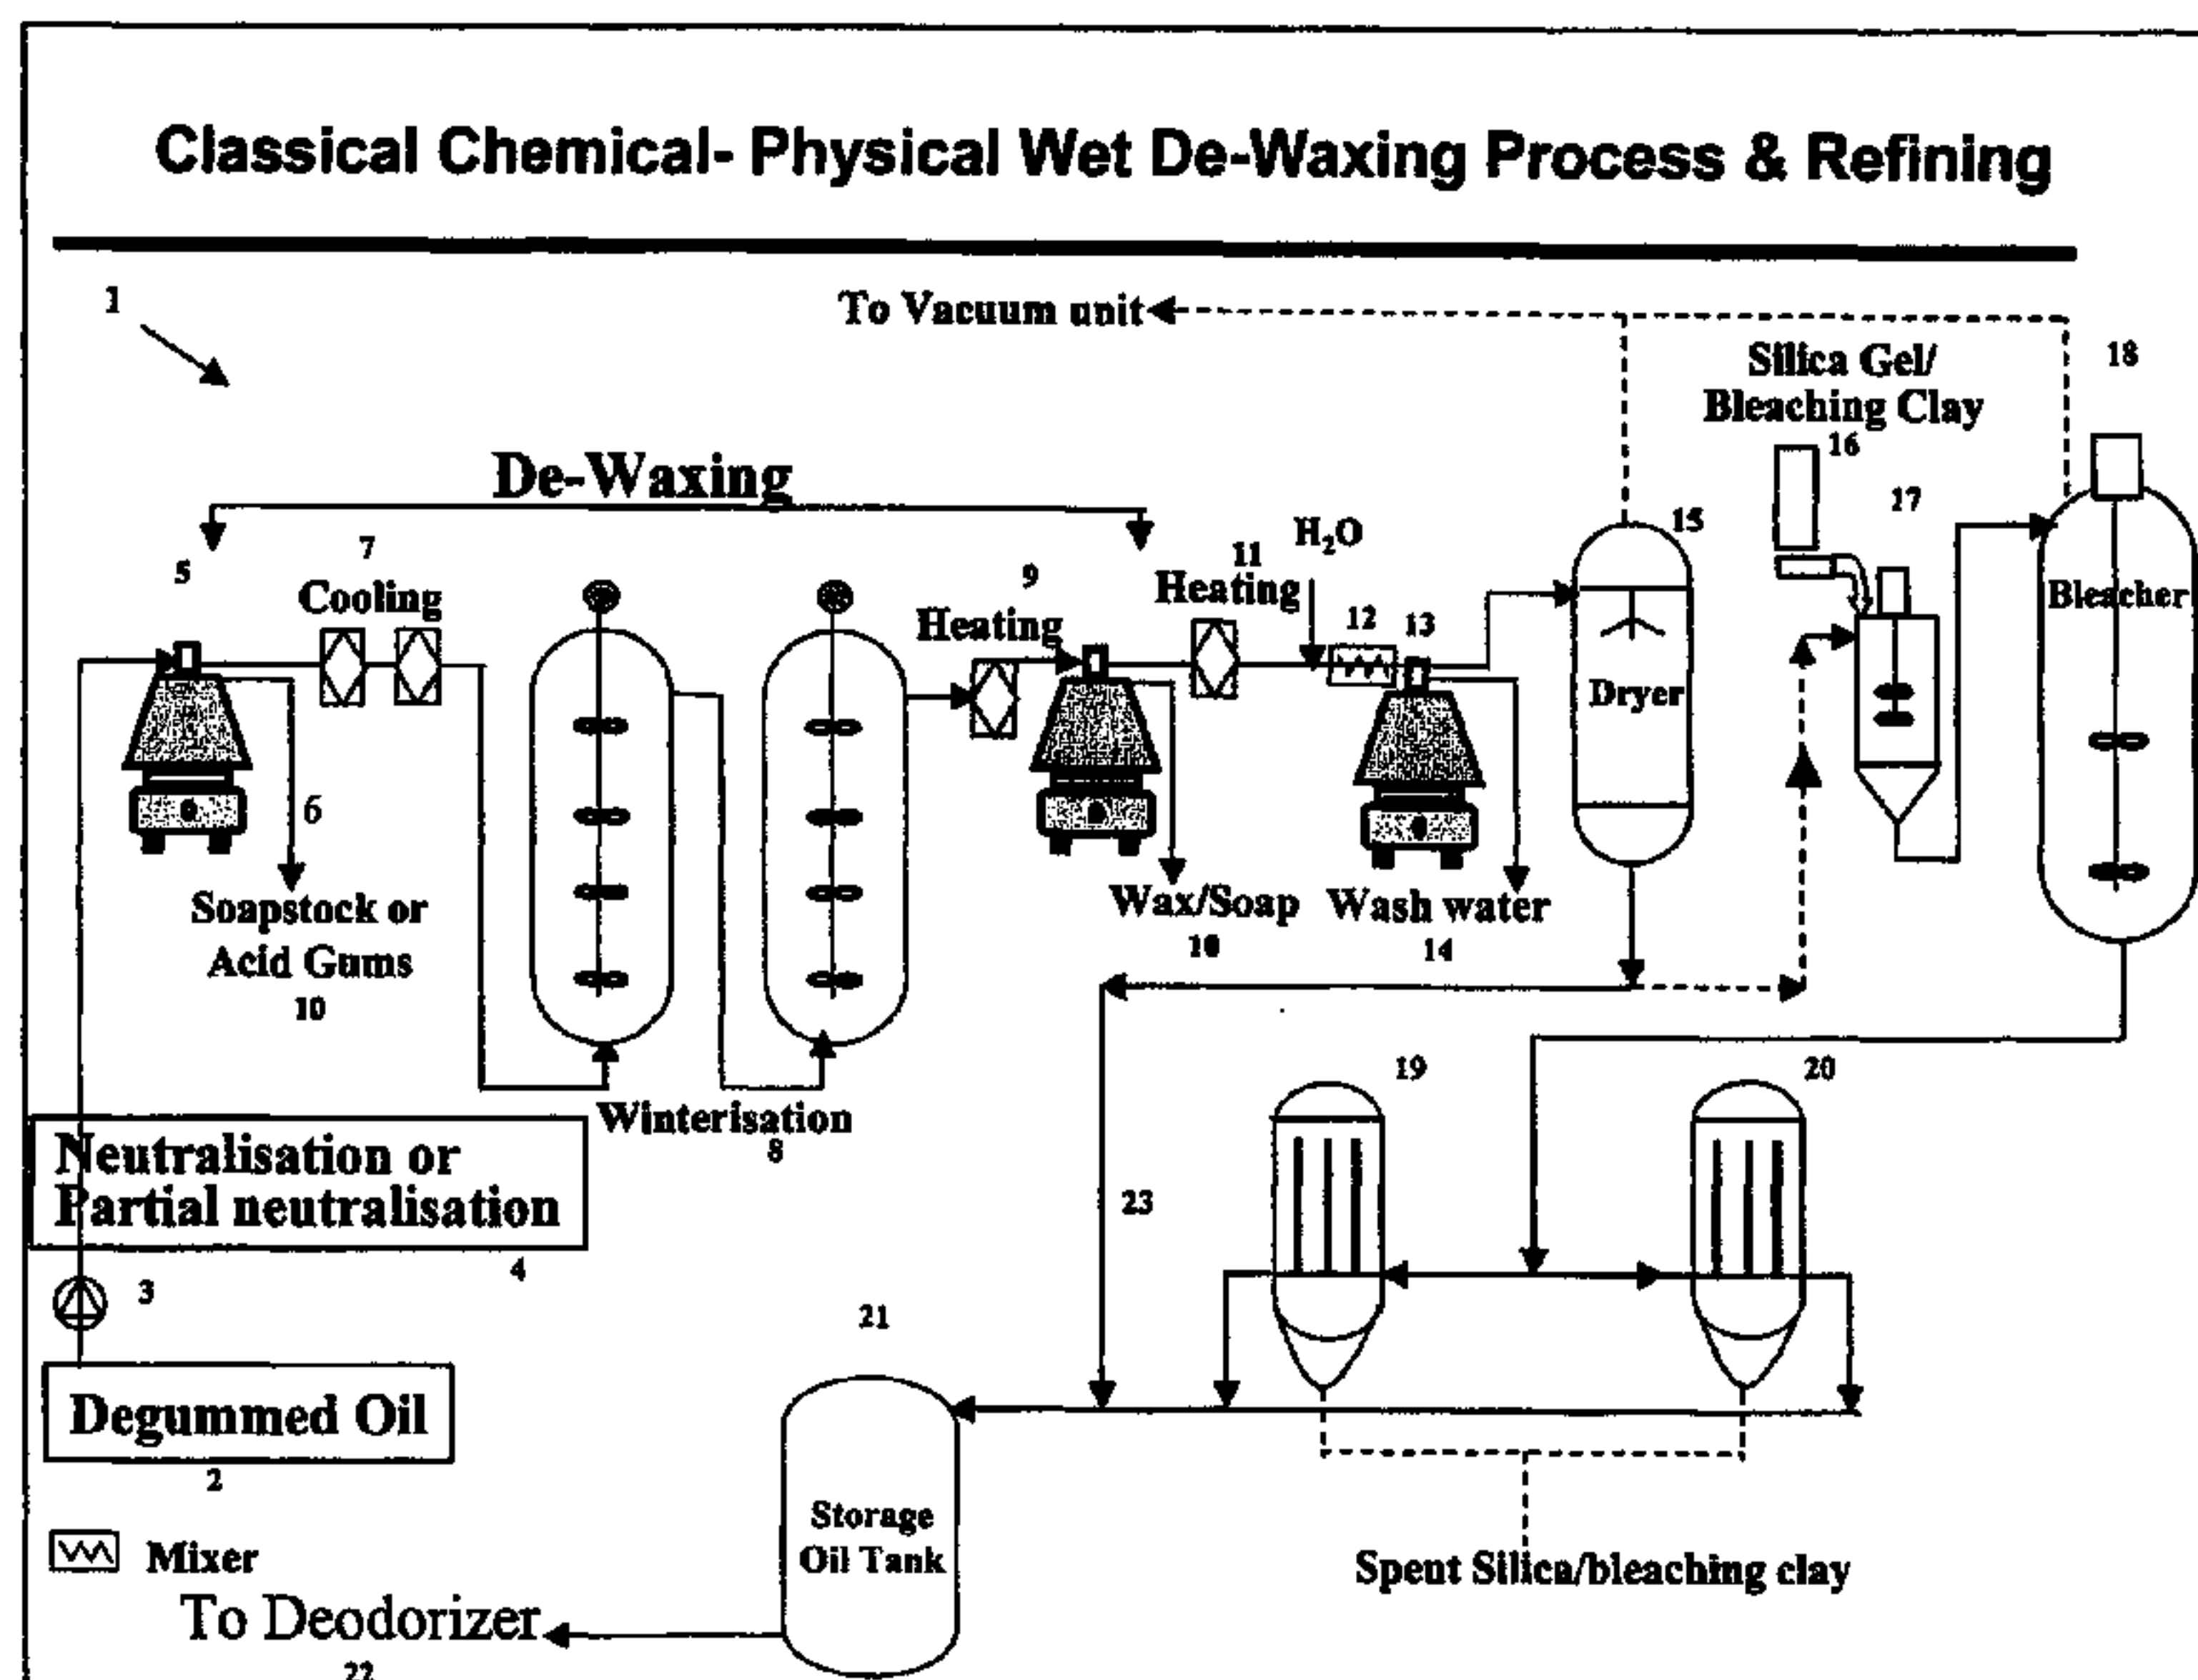 Classical Chemical- Physical Wet De-Waxing Process & Refining
1
To Vacuum unit
Silica Gel/
Bleaching Clay
16
18
De-Waxing
17
H₂O
15
5
7
Cooling
9
Heating
11
Heating
12
13
Bleacher
Dryer
6
Soapstock or
Acid Gums
10
Wax/Soap
10
Wash water
14
Winterisation
8
19
20
Neutralisation or
Partial neutralisation
4
23
3
21
Degummed Oil
2
Storage
Oil Tank
Mixer
Spent Silica/bleaching clay
To Deodorizer
22